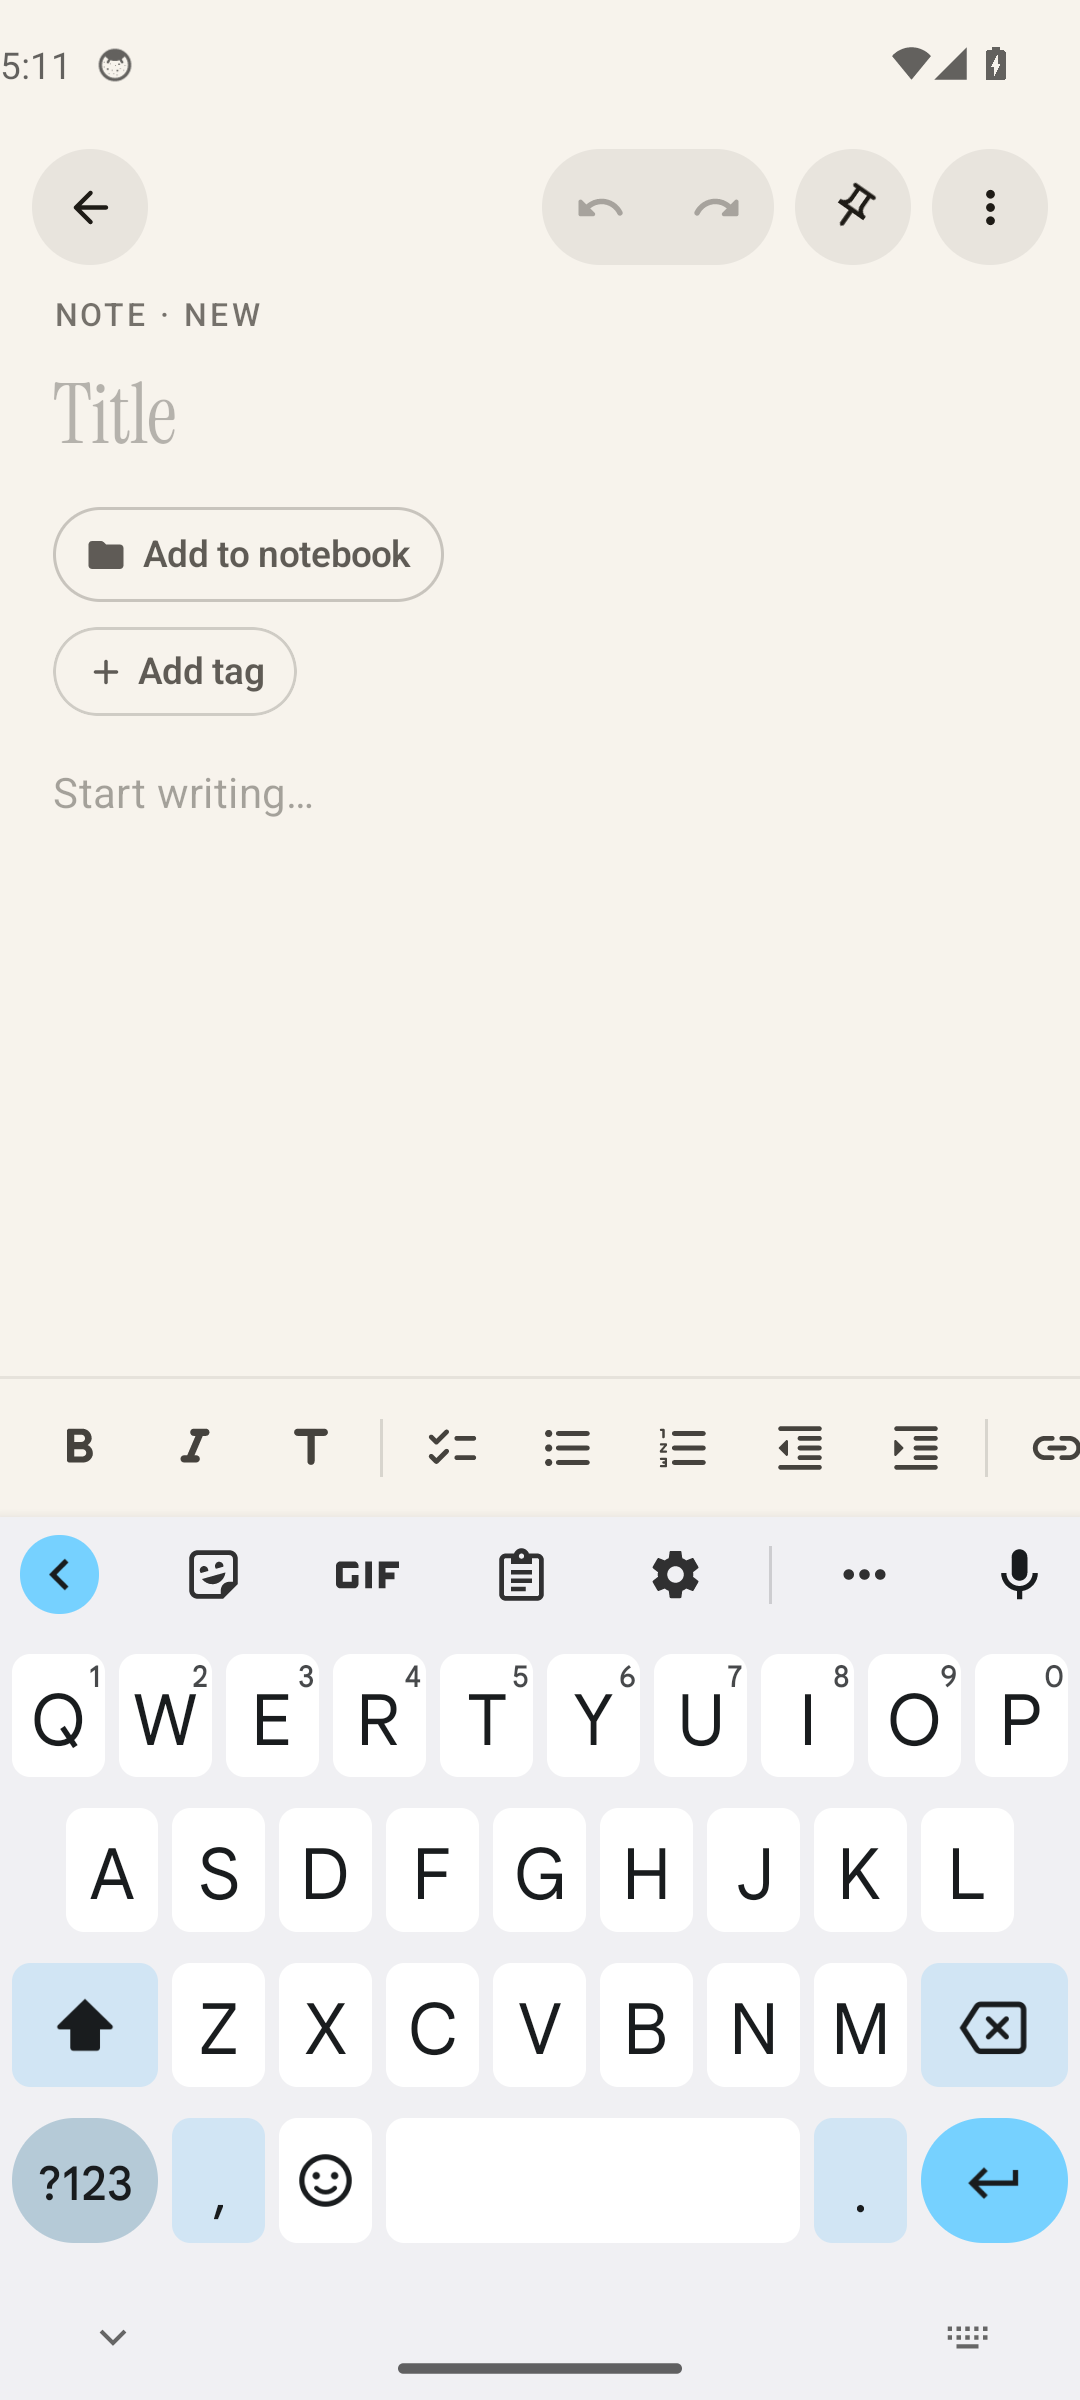 5:11
NOTE · NEW
Title
Add to notebook
+ Add tag
Start writing…
B I T
GIF
Q 1 W 2 E 3 R 4 T 5 Y 6 U 7 I 8 O 9 P 0
A S D F G H J K L
Z X C V B N M
?123 , .